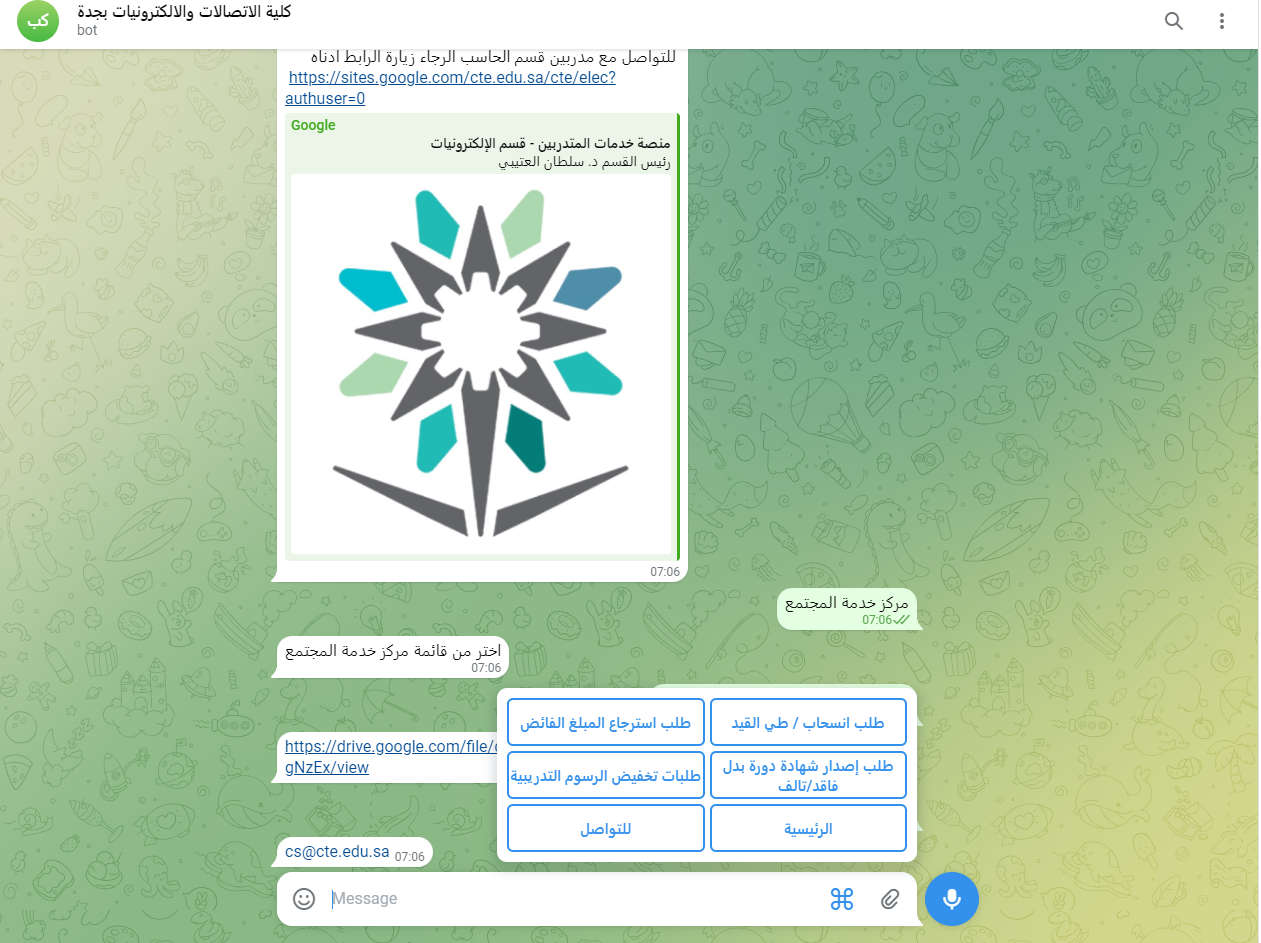 كب
كلية الاتصالات والالكترونيات بجدة
bot
للتواصل مع مدربين قسم الحاسب الرجاء زيارة الرابط ادناه
https://sites.google.com/cte.edu.sa/cte/elec?
authuser=0
Google
منصة خدمات المتدربين - قسم الإلكترونيات
رئيس القسم د. سلطان العتيبي
07:06
مركز خدمة المجتمع
07:06
اختر من قائمة مركز خدمة المجتمع
07:06
https://drive.google.com/file/
gNzEx/view
طلب انسحاب / طي القيد
طلب استرجاع المبلغ الفائض
طلب إصدار شهادة دورة بدل
فاقد/تالف
طلبات تخفيض الرسوم التدريبية
الرئيسية
للتواصل
cs@cte.edu.sa 07:06
Message